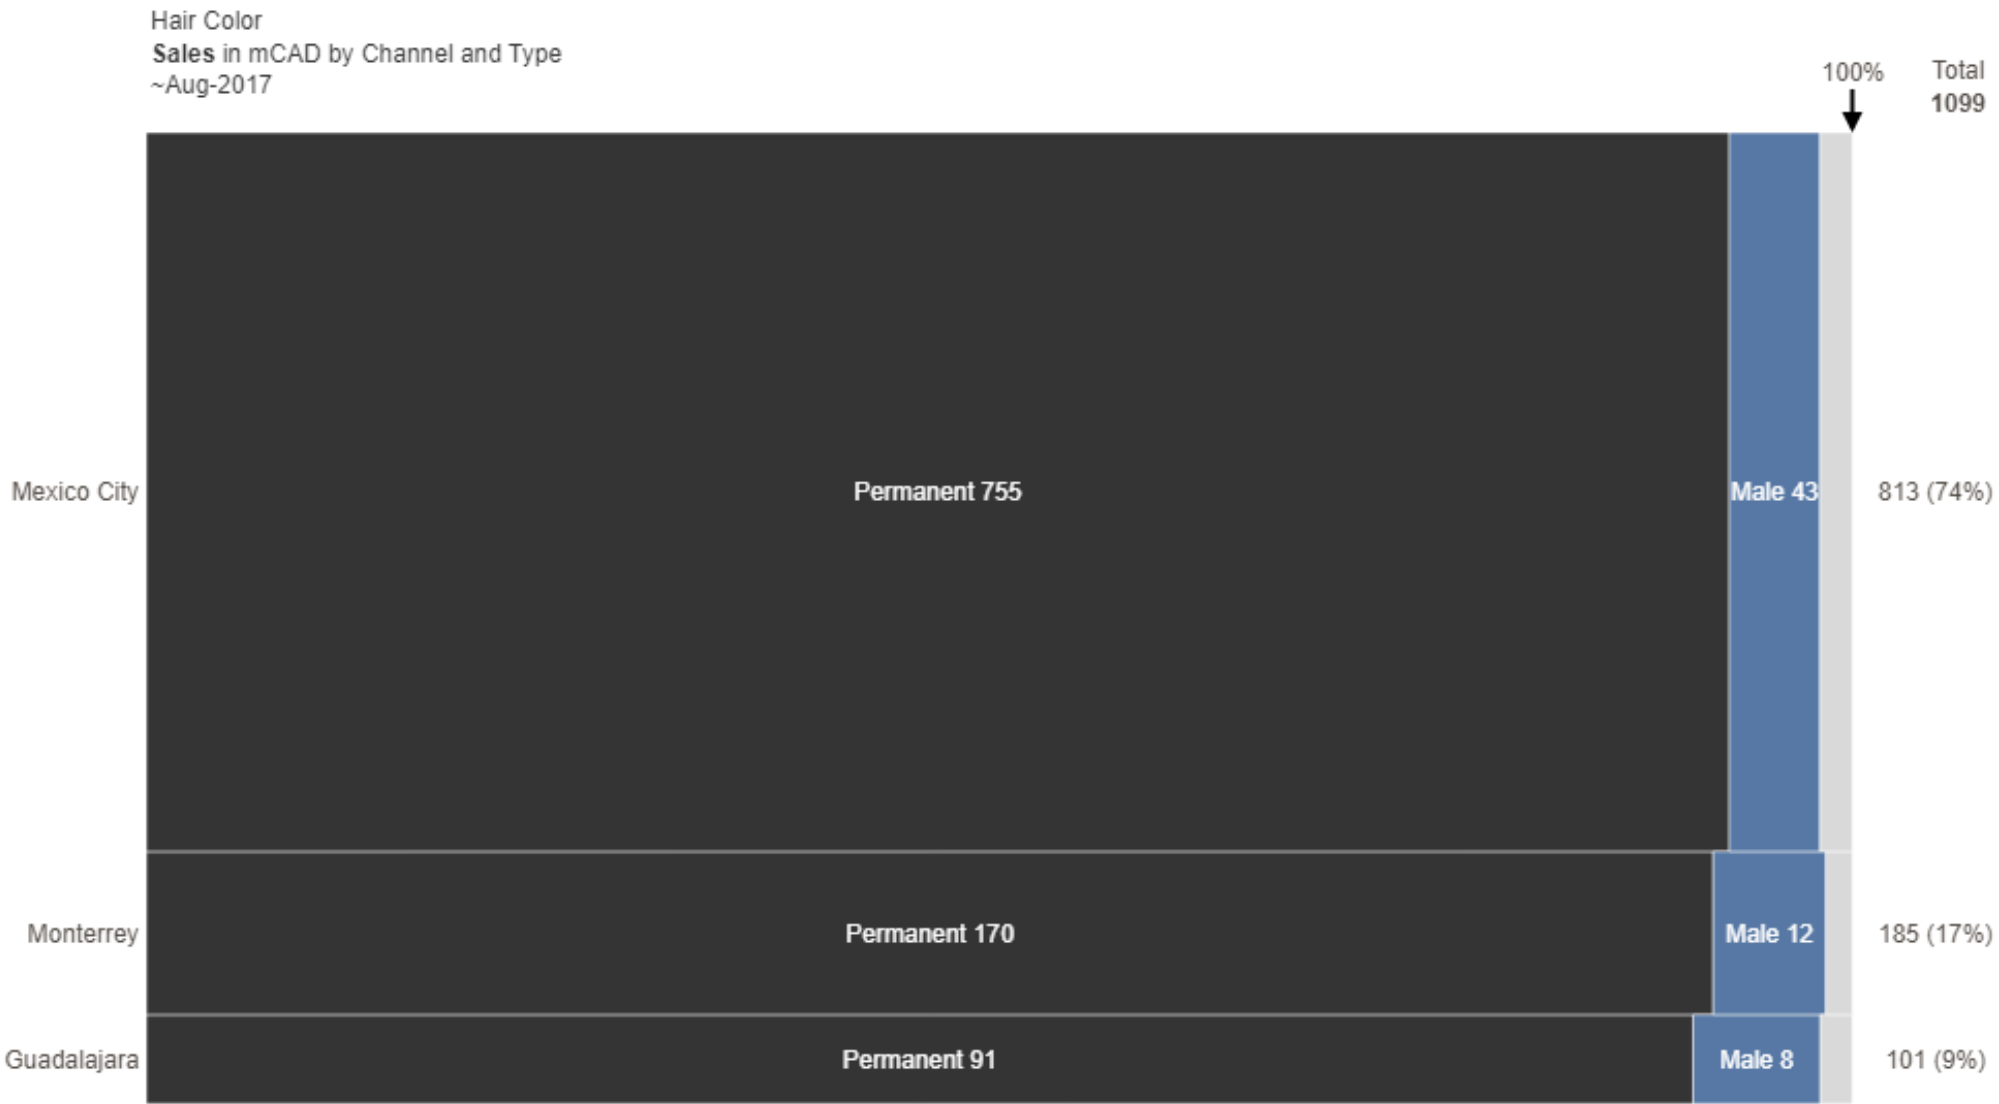 Hair Color
Sales in mCAD by Channel and Type
~Aug-2017
100%
Total
1099
Mexico City
Permanent 755
Male 43
813 (74%)
Monterrey
Permanent 170
Male 12
185 (17%)
Guadalajara
Permanent 91
Male 8
101 (9%)